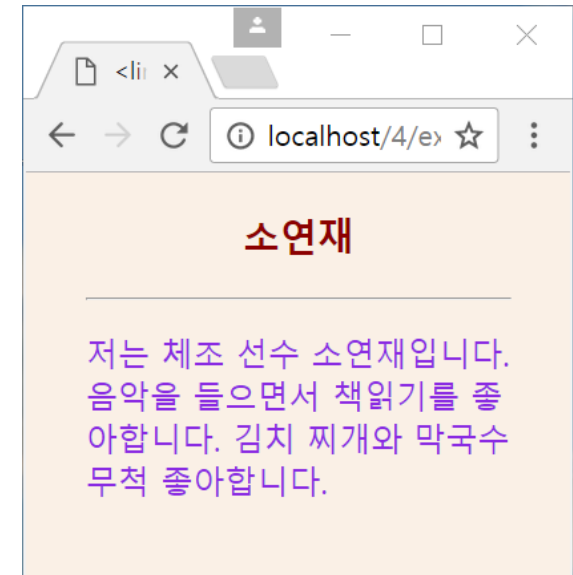 <li
localhost/4/ex
소연재
저는 체조 선수 소연재입니다.
음악을 들으면서 책읽기를 좋
아합니다. 김치 찌개와 막국수
무척 좋아합니다.